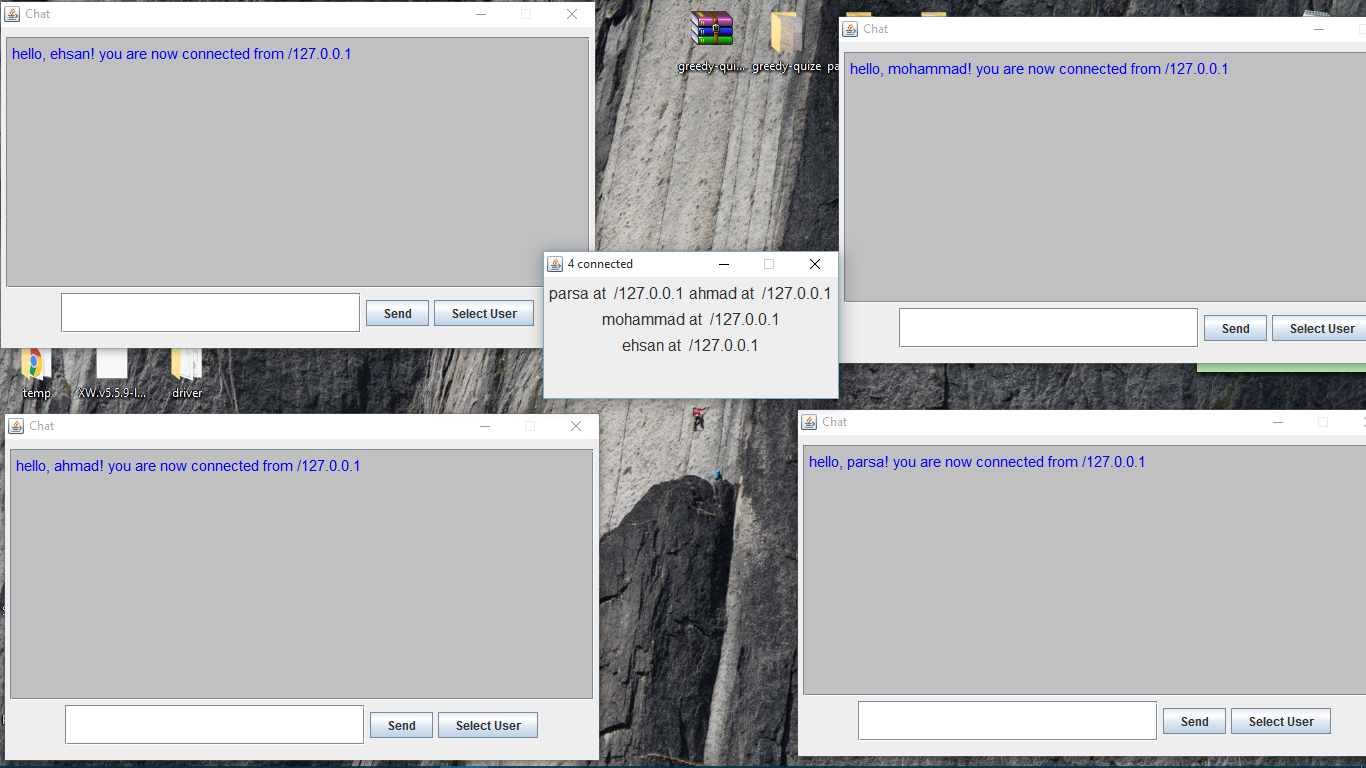 Chat
hello, ehsan! you are now connected from /127.0.0.1
Send
Select User
greedy-qui...
greedy-quize
pa
Chat
hello, mohammad! you are now connected from /127.0.0.1
Send
Select User
4 connected
parsa at /127.0.0.1 ahmad at /127.0.0.1
mohammad at /127.0.0.1
ehsan at /127.0.0.1
temp
XW.v5.5.9-I...
driver
Chat
hello, ahmad! you are now connected from /127.0.0.1
Send
Select User
Chat
hello, parsa! you are now connected from /127.0.0.1
Send
Select User